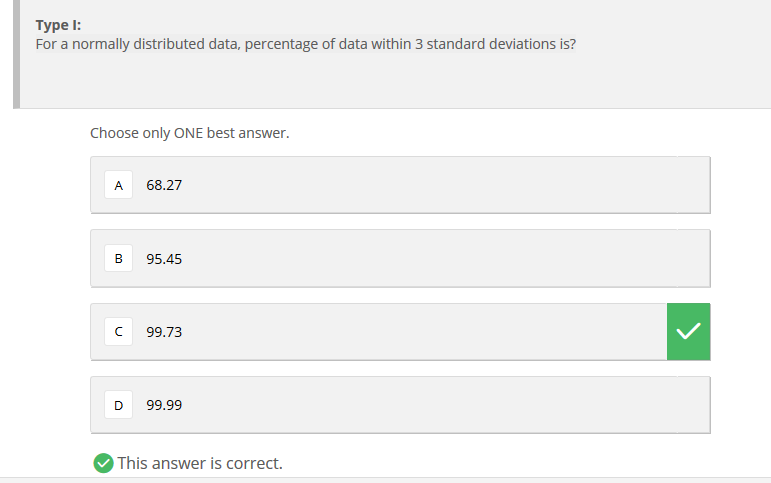 Type I:
For a normally distributed data, percentage of data within 3 standard deviations is?
Choose only ONE best answer.
A 68.27
B 95.45
C 99.73
D 99.99
This answer is correct.